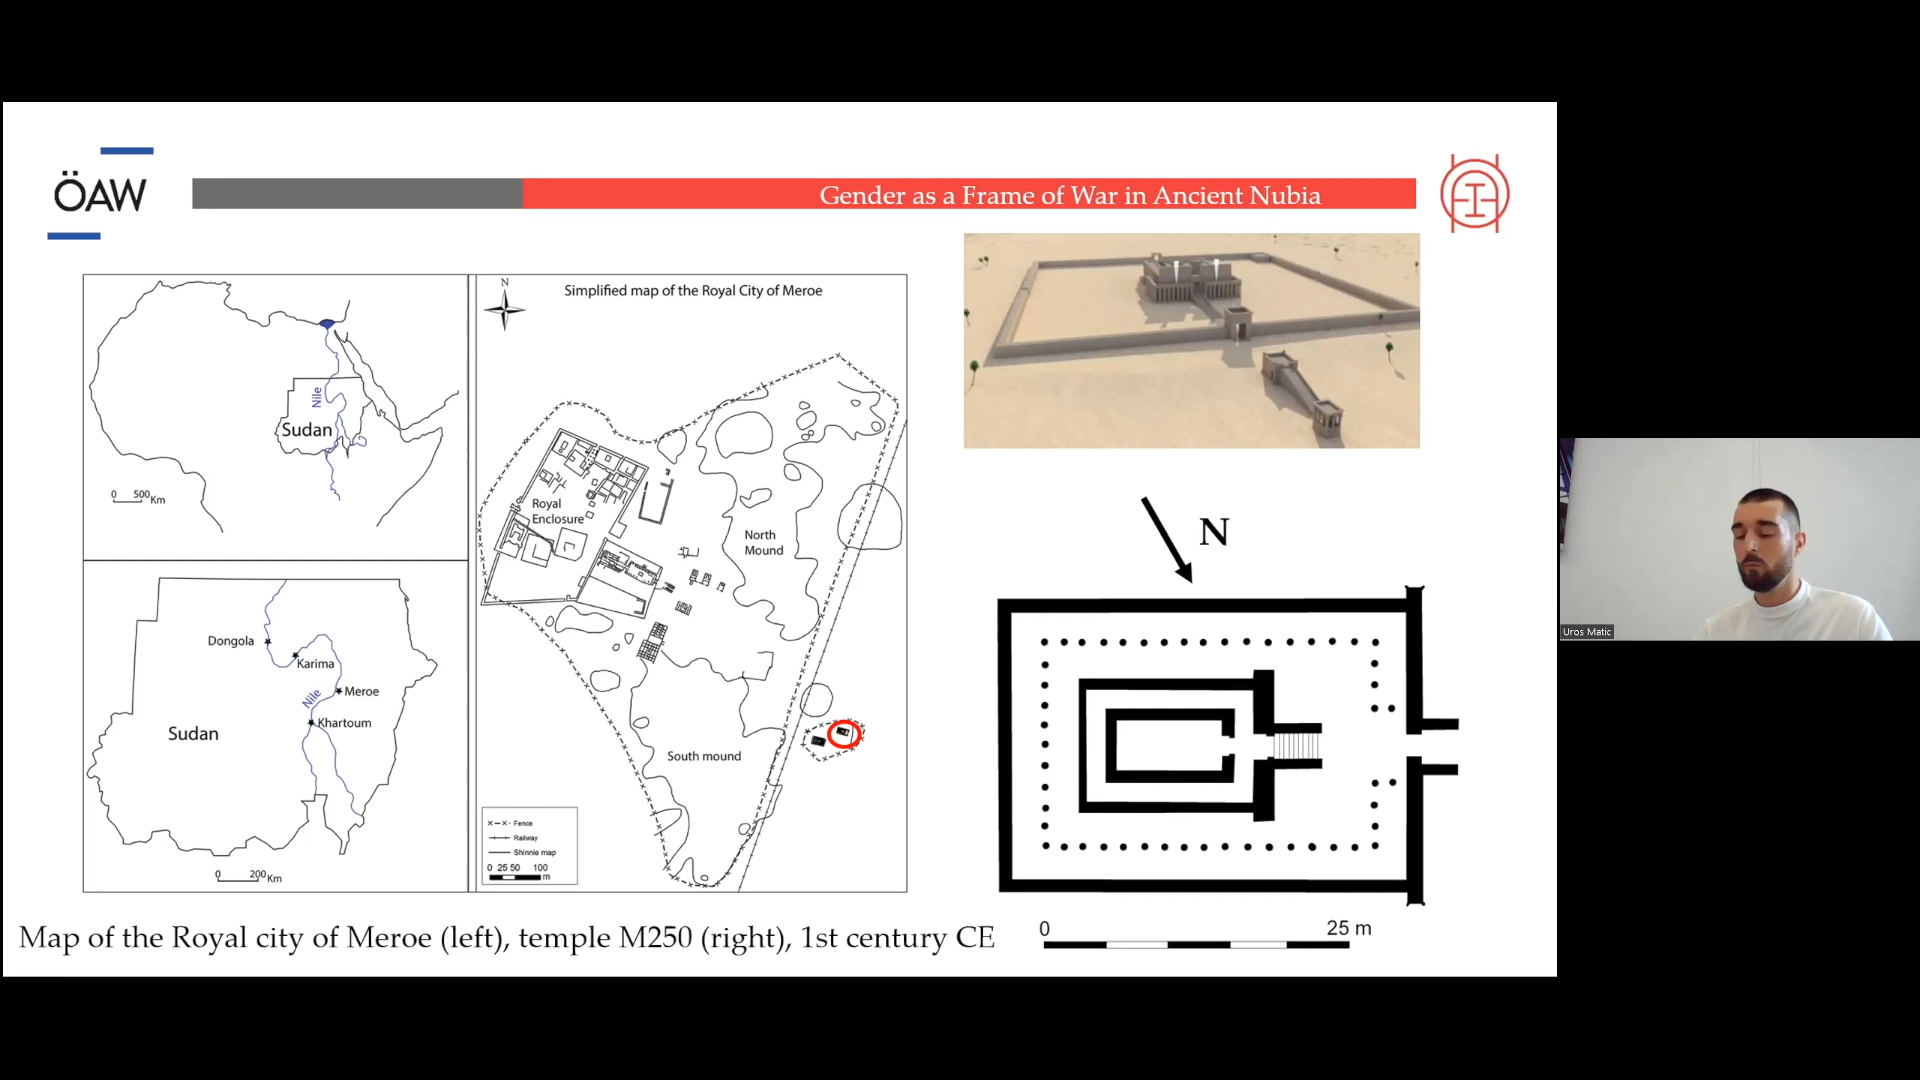 ÖAW
Gender as a Frame of War in Ancient Nubia
N
Simplified map of the Royal City of Meroe
Nile
Sudan
0 500 Km
Royal
Enclosure
North
Mound
South mound
Dongola
Karima
Meroe
Nile
Khartoum
Sudan
0 200 Km
Fence
Railway
Shinnie map
0 25 50 100
m
N
0 25 m
Map of the Royal city of Meroe (left), temple M250 (right), 1st century CE
Uros Matic